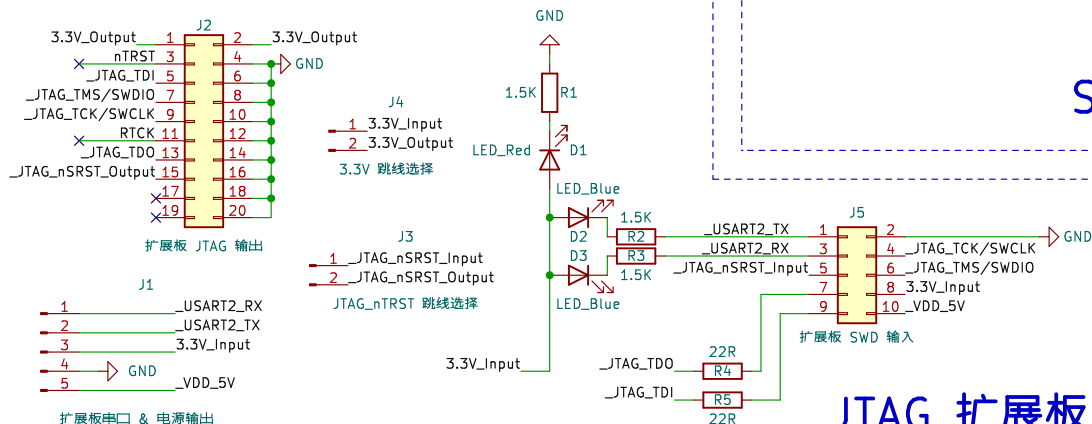 J2
3.3V_Output 1 2 3.3V_Output
nTRST 3 4 GND
_JTAG_TDI 5 6
_JTAG_TMS/SWDIO 7 8
_JTAG_TCK/SWCLK 9 10
RTCK 11 12
_JTAG_TDO 13 14
_JTAG_nSRST_Output 15 16
17 18
19 20
扩展板 JTAG 输出
J4
1 3.3V_Input
2 3.3V_Output
3.3V 跳线选择
J3
1 _JTAG_nSRST_Input
2 _JTAG_nSRST_Output
JTAG_nTRST 跳线选择
J1
1 _USART2_RX
2 _USART2_TX
3 3.3V_Input
4 GND
5 _VDD_5V
扩展板串口 & 电源输出
GND
1.5K R1
LED_Red D1
LED_Blue
D2
1.5K
R2
_USART2_TX
D3
LED_Blue
R3
1.5K
_USART2_RX
3.3V_Input
J5
1 2 GND
3 4 _JTAG_TCK/SWCLK
_JTAG_nSRST_Input 5 6 _JTAG_TMS/SWDIO
7 8 3.3V_Input
9 10 _VDD_5V
扩展板 SWD 输入
22R
_JTAG_TDO R4
_JTAG_TDI R5
22R
S
JTAG 扩展板